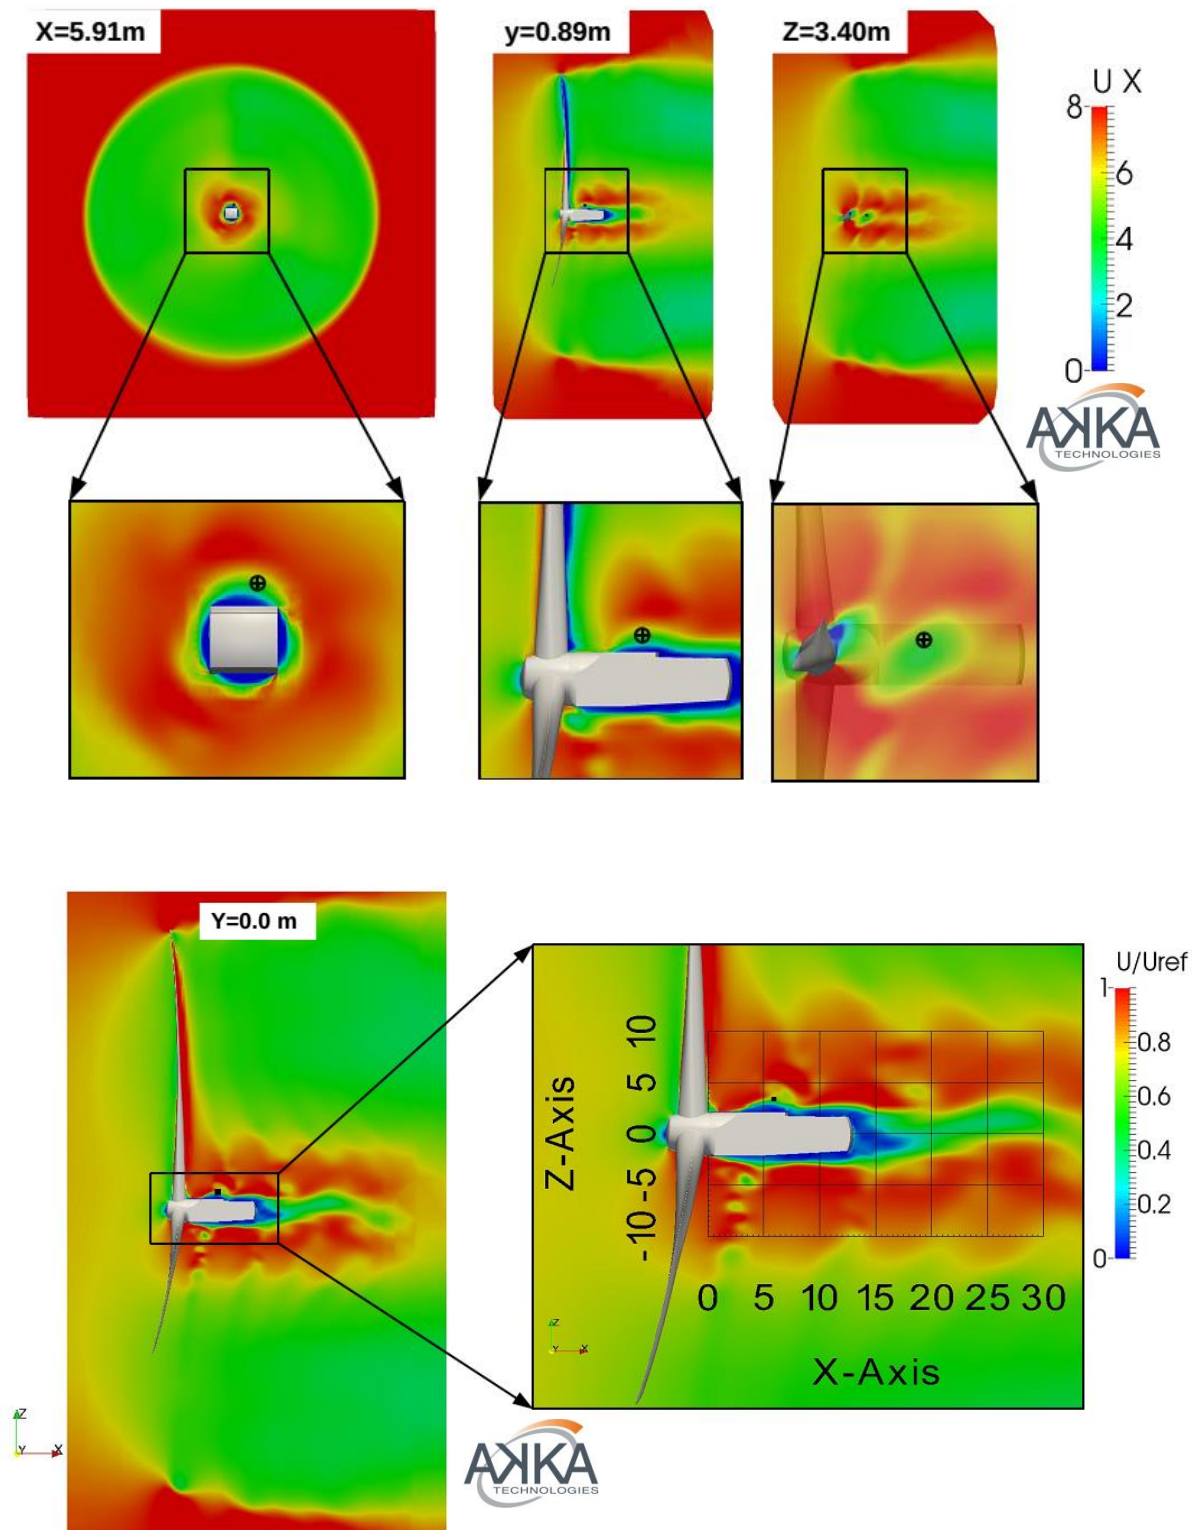 X=5.91m
y=0.89m
Z=3.40m
U X
8
6
4
2
0
AKKA
TECHNOLOGIES
Y=0.0 m
U/Uref
1
0.8
0.6
0.4
0.2
0
Z-Axis
10
5
0
-5
-10
0 5 10 15 20 25 30
X-Axis
Z
Y X
Z
Y X
AKKA
TECHNOLOGIES